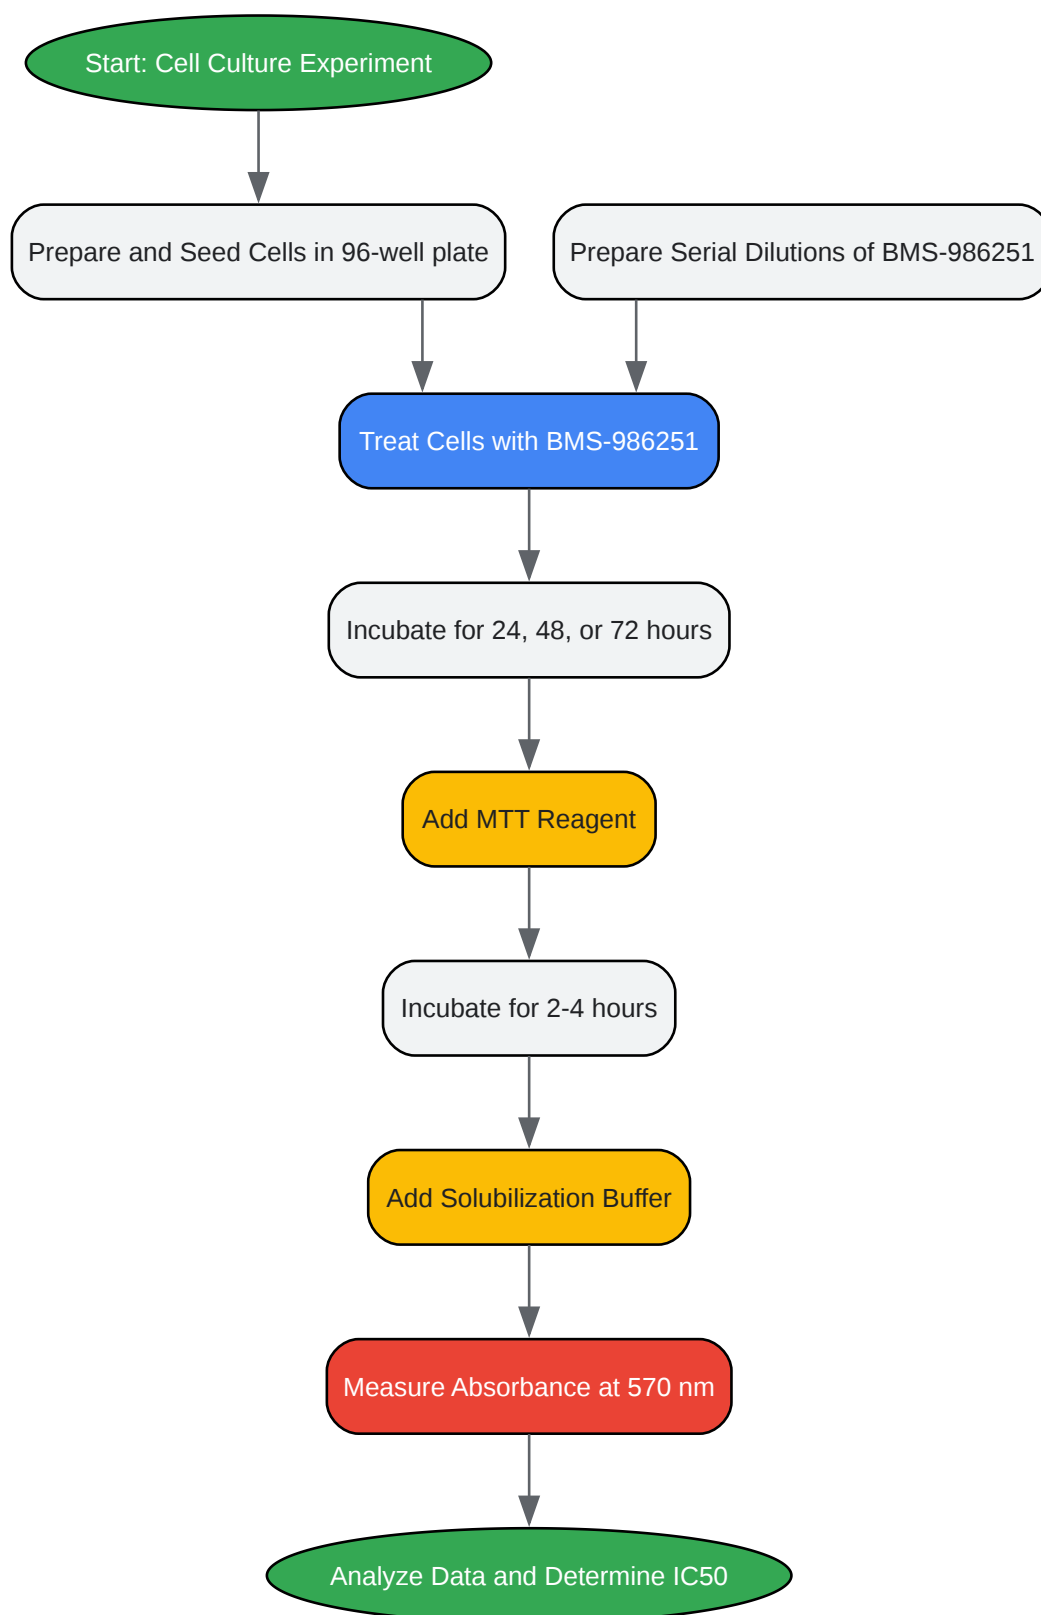 Start: Cell Culture Experiment
Prepare and Seed Cells in 96-well plate
Prepare Serial Dilutions of BMS-986251
Treat Cells with BMS-986251
Incubate for 24, 48, or 72 hours
Add MTT Reagent
Incubate for 2-4 hours
Add Solubilization Buffer
Measure Absorbance at 570 nm
Analyze Data and Determine IC50